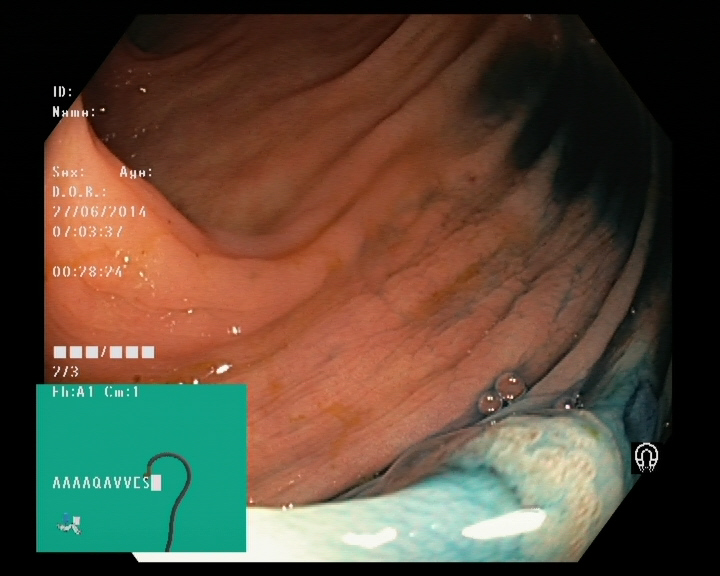 ID:
Name:
Sex: Age:
D.O.B.:
27/06/2014
07:03:37
00:28:24
■■■/■■■
2/3
Eh:A1 Cm:1
AAAAQAVVES